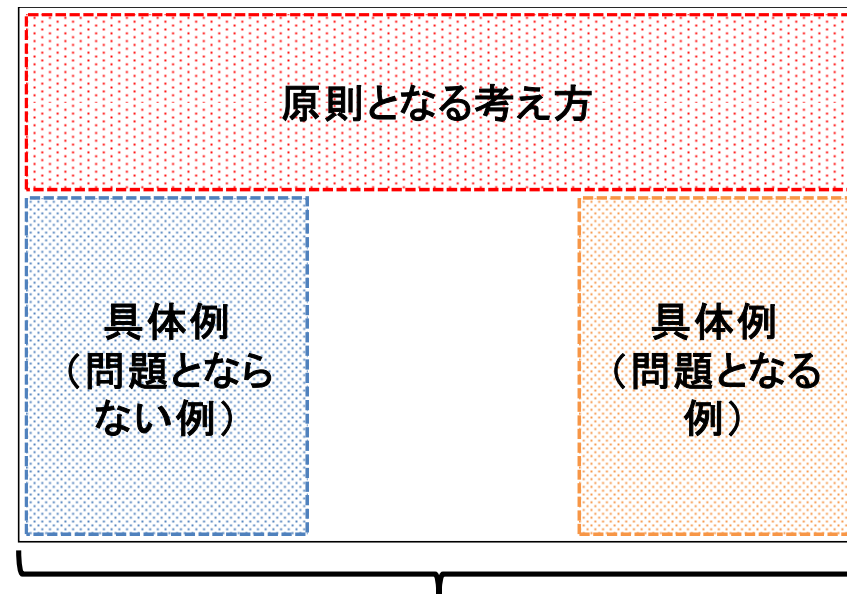 原則となる考え方
具体例
（問題となら
ない例）
具体例
（問題となる
例）